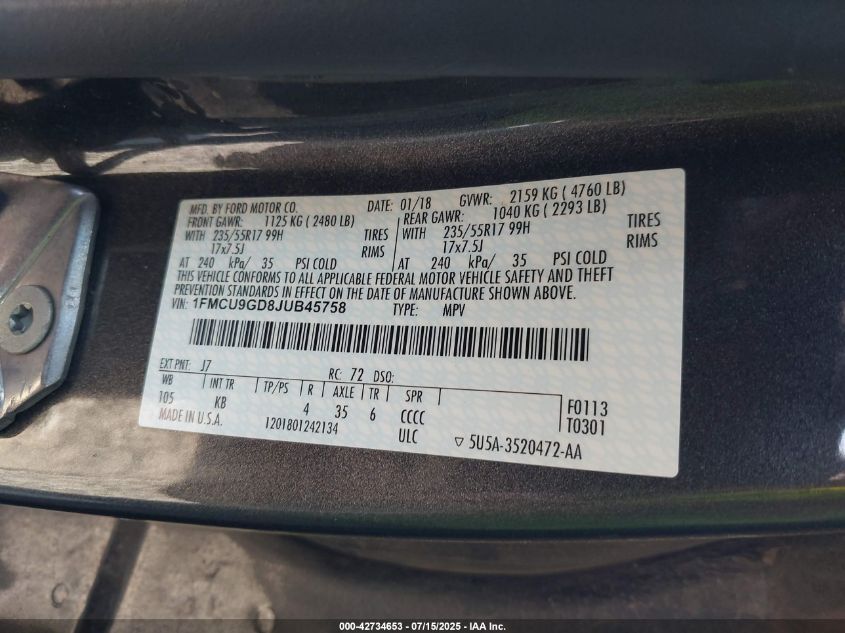 MFD. BY FORD MOTOR CO. DATE: 01/18 GVWR: 2159 KG ( 4760 LB)
FRONT GAWR: 1125 KG ( 2480 LB) REAR GAWR: 1040 KG ( 2293 LB)
WITH 235/55R17 99H TIRES WITH 235/55R17 99H TIRES
17x7.5J RIMS 17x7.5J RIMS
AT 240 kPa/ 35 PSI COLD AT 240 kPa/ 35 PSI COLD
THIS VEHICLE CONFORMS TO ALL APPLICABLE FEDERAL MOTOR VEHICLE SAFETY AND THEFT
PREVENTION STANDARDS IN EFFECT ON THE DATE OF MANUFACTURE SHOWN ABOVE.
VIN: 1FMCU9GD8JUB45758 TYPE: MPV
EXT PNT: J7 RC: 72 DSO:
WB INT TR TP/PS R AXLE TR SPR
105 KB 4 35 6 CCCC F0113
MADE IN U.S.A. 1201801242134 ULC T0301
▽ 5U5A-3520472-AA
000-42734653 - 07/15/2025 - IAA Inc.